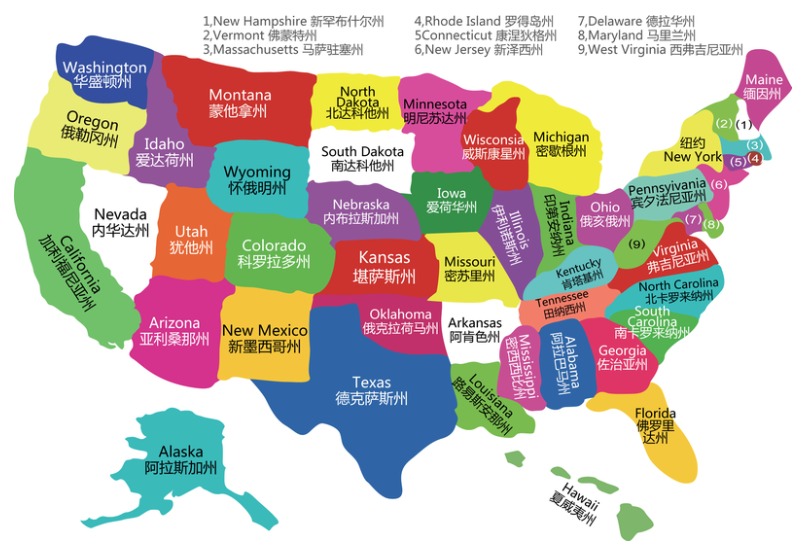 1,New Hampshire 新罕布什尔州
2,Vermont 佛蒙特州
3,Massachusetts 马萨驻塞州
4,Rhode Island 罗得岛州
5Connecticut 康涅狄格州
6,New Jersey 新泽西州
7,Delaware 德拉华州
8,Maryland 马里兰州
9,West Virginia 西弗吉尼亚州
Washington
华盛顿州
Oregon
俄勒冈州
California
加利福尼亚州
Nevada
内华达州
Idaho
爱达荷州
Montana
蒙他拿州
Wyoming
怀俄明州
Utah
犹他州
Colorado
科罗拉多州
Arizona
亚利桑那州
New Mexico
新墨西哥州
North
Dakota
北达科他州
South Dakota
南达科他州
Nebraska
内布拉斯加州
Kansas
堪萨斯州
Oklahoma
俄克拉荷马州
Texas
德克萨斯州
Minnesota
明尼苏达州
Iowa
爱荷华州
Missouri
密苏里州
Arkansas
阿肯色州
Louisiana
路易斯安那州
Wisconsia
威斯康星州
Illinois
伊利诺斯州
Michigan
密歇根州
Indiana
印第安纳州
Ohio
俄亥俄州
Kentucky
肯塔基州
Tennessee
田纳西州
Mississippi
密西西比州
Alabama
阿拉巴马州
Georgia
佐治亚州
Florida
佛罗里
达州
South
Carolina
南卡罗来纳州
North Carolina
北卡罗来纳州
Virginia
弗吉尼亚州
(9)
Pennsyivania
宾夕法尼亚州
纽约
New York
Maine
缅因州
(2)
(1)
(3)
(5)
(4)
(6)
(7)
(8)
Alaska
阿拉斯加州
Hawaii
夏威夷州